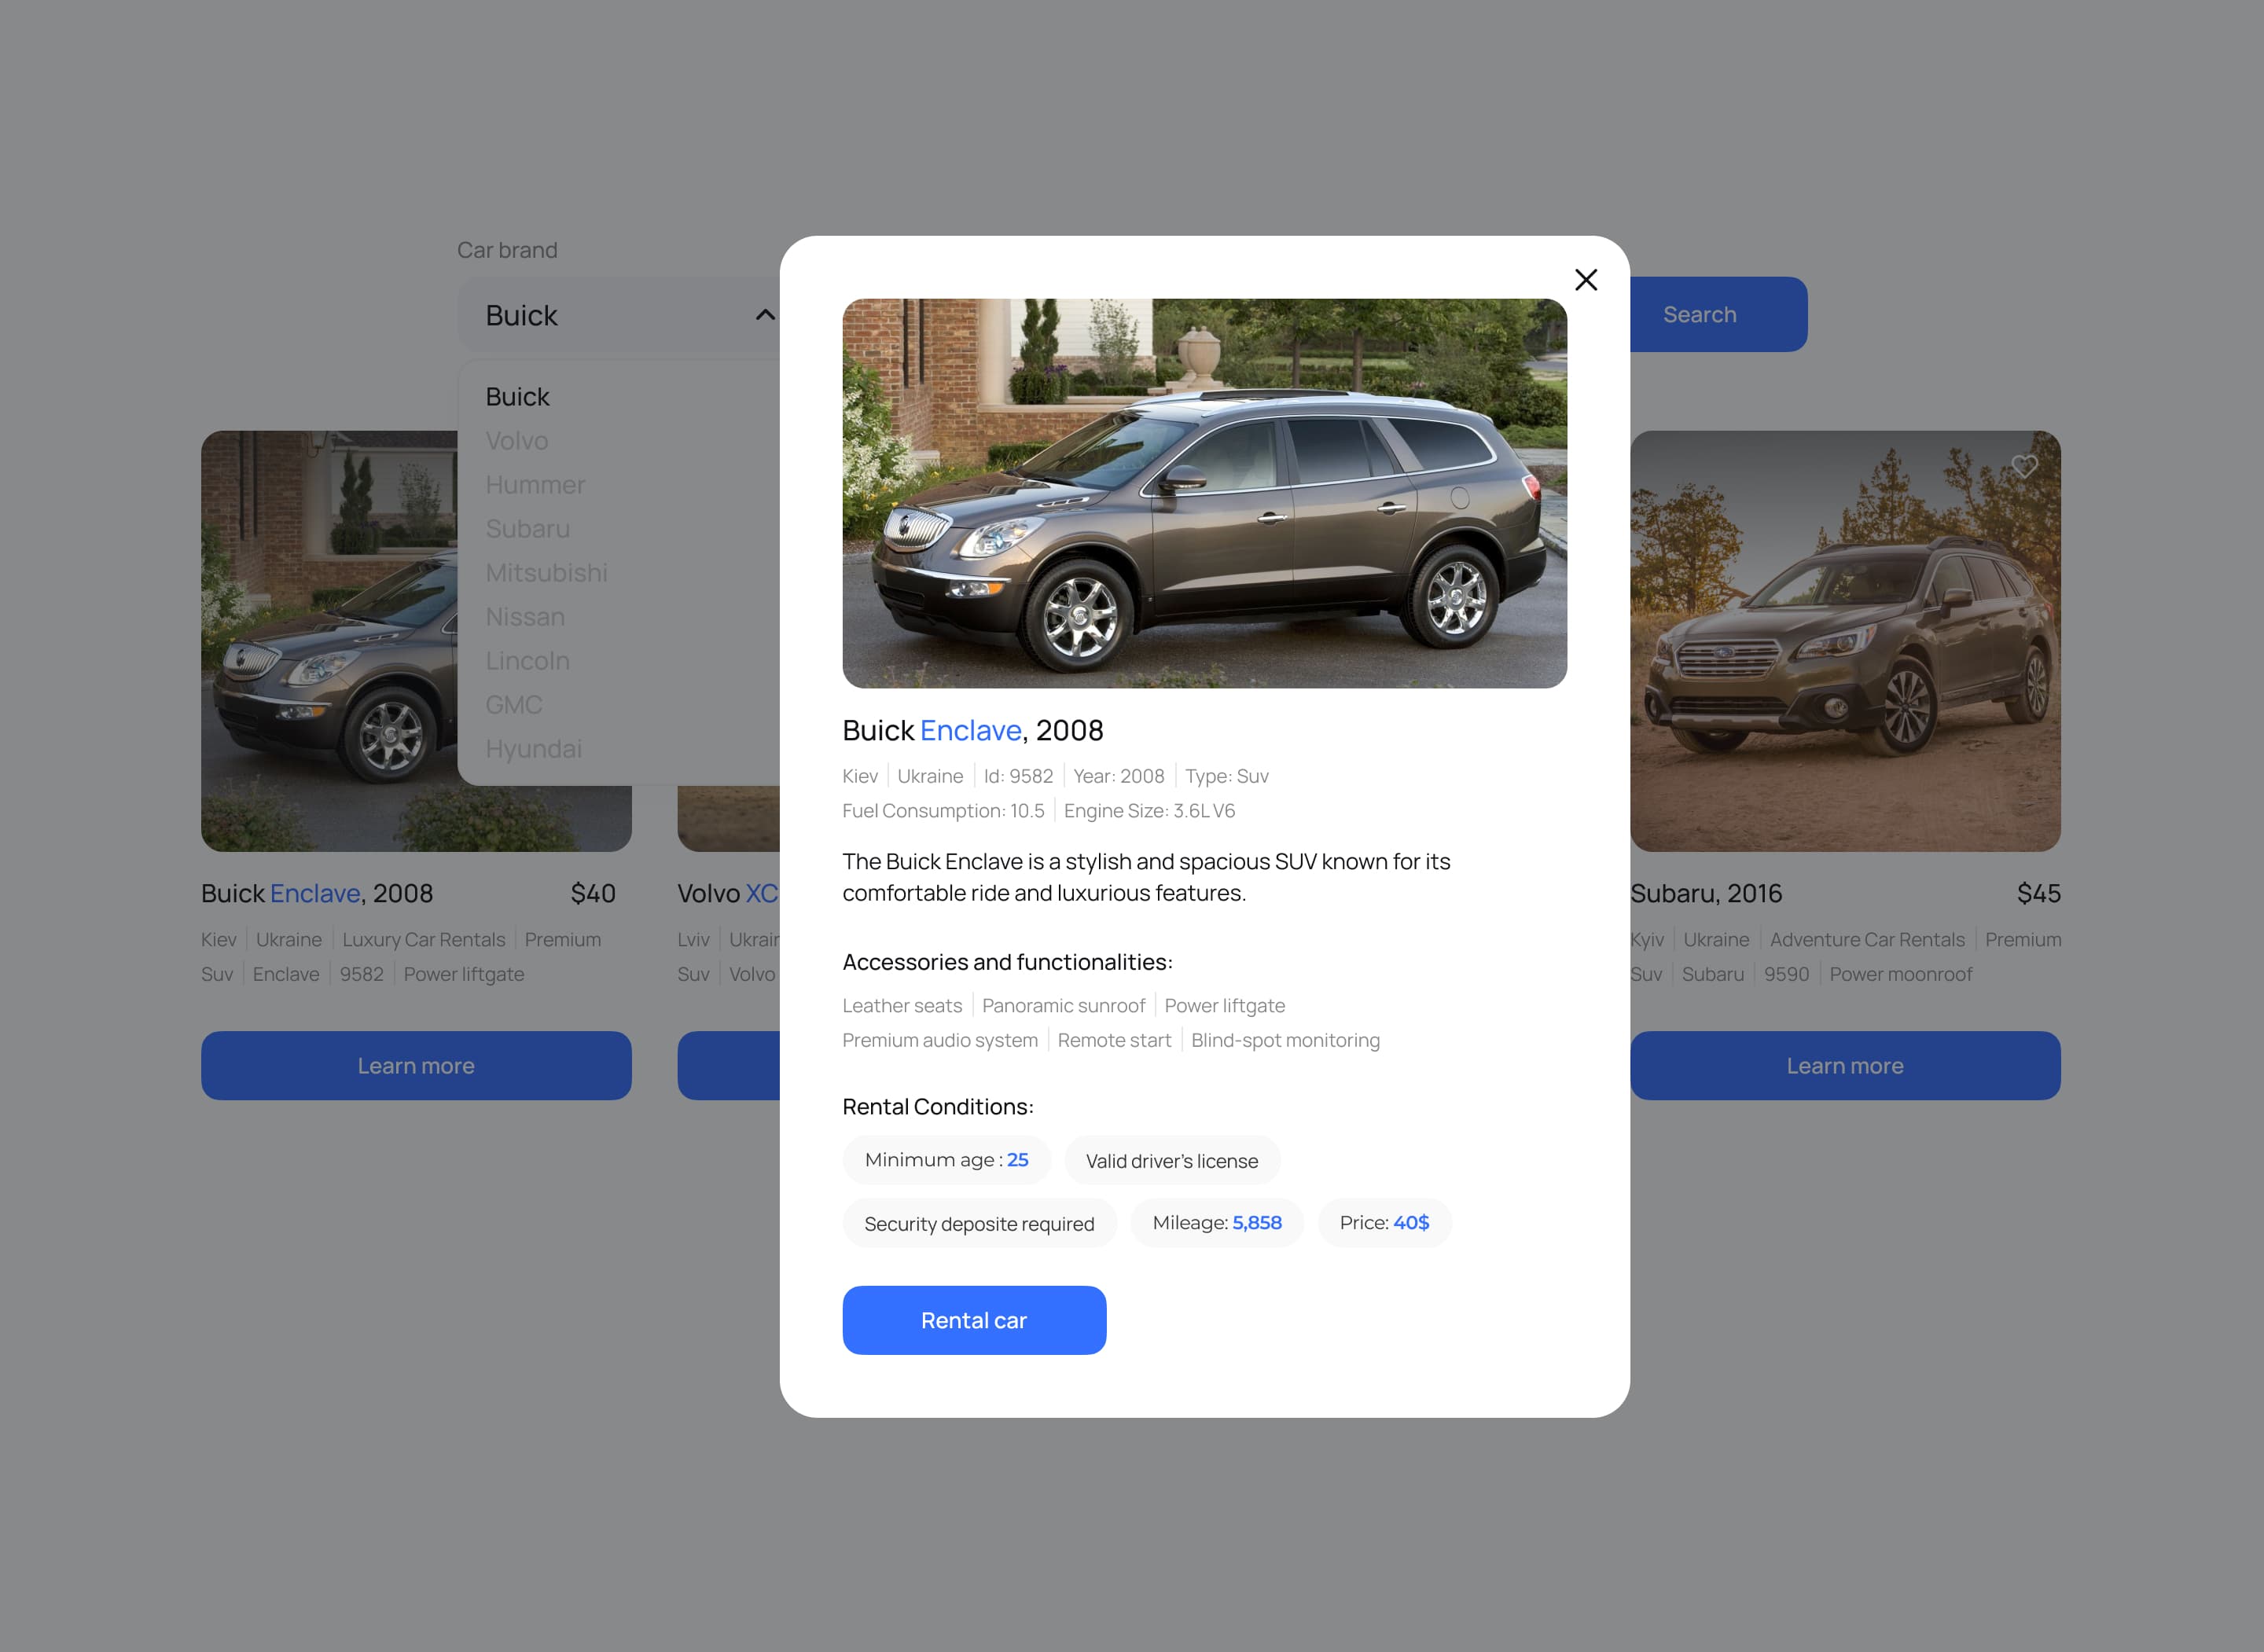 Car brand
Buick
Search
Buick
Volvo
Hummer
Subaru
Mitsubishi
Nissan
Lincoln
GMC
Hyundai
Buick Enclave, 2008 $40
Kiev | Ukraine | Luxury Car Rentals | Premium
Suv | Enclave | 9582 | Power liftgate
Learn more
Volvo XC
Lviv | Ukrain
Suv | Volvo
Buick Enclave, 2008
Kiev | Ukraine | Id: 9582 | Year: 2008 | Type: Suv
Fuel Consumption: 10.5 | Engine Size: 3.6L V6
The Buick Enclave is a stylish and spacious SUV known for its
comfortable ride and luxurious features.
Accessories and functionalities:
Leather seats | Panoramic sunroof | Power liftgate
Premium audio system | Remote start | Blind-spot monitoring
Rental Conditions:
Minimum age : 25 Valid driver's license
Security deposite required Mileage: 5,858 Price: 40$
Rental car
Subaru, 2016 $45
Kyiv | Ukraine | Adventure Car Rentals | Premium
Suv | Subaru | 9590 | Power moonroof
Learn more